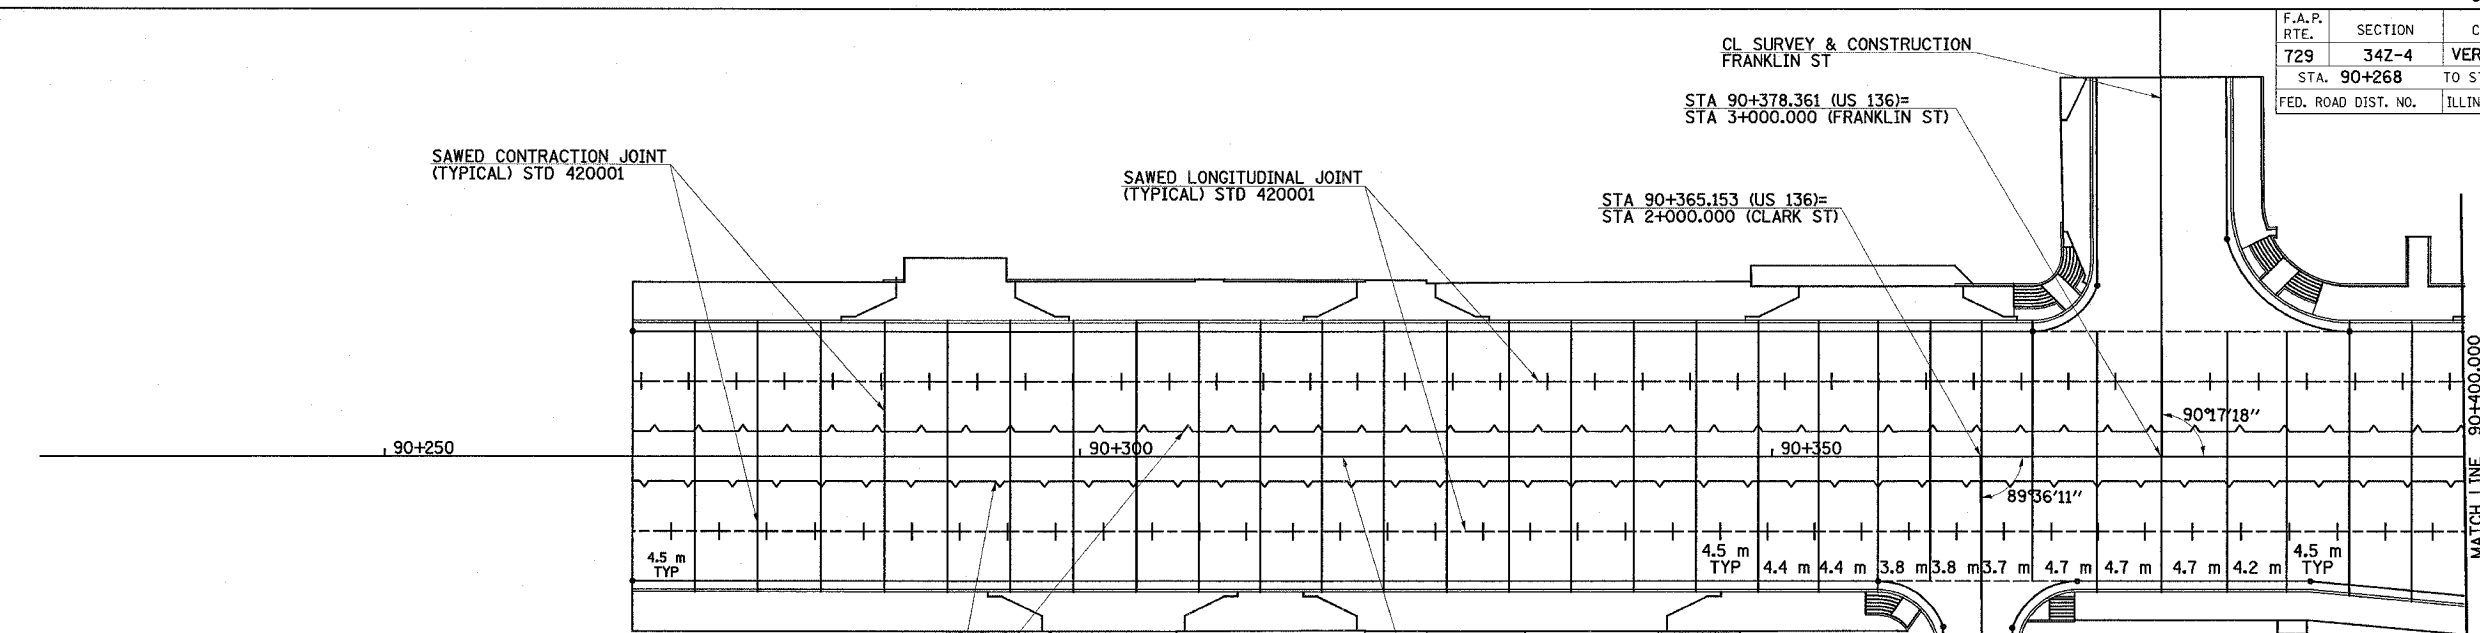 F.A.P. RTE. SECTION C
729 34Z-4 VER
STA. 90+268 TO ST
FED. ROAD DIST. NO. ILLIN
CL SURVEY & CONSTRUCTION
FRANKLIN ST
STA 90+378.361 (US 136)=
STA 3+000.000 (FRANKLIN ST)
SAWED CONTRACTION JOINT
(TYPICAL) STD 420001
SAWED LONGITUDINAL JOINT
(TYPICAL) STD 420001
STA 90+365.153 (US 136)=
STA 2+000.000 (CLARK ST)
90°17'18"
90+250
90+300
90+350
89°36'11"
4.5 m
TYP
4.5 m
TYP
4.4 m 4.4 m 3.8 m 3.8 m 3.7 m 4.7 m 4.7 m 4.7 m 4.2 m
4.5 m
TYP
MATCH LINE 90+400.000